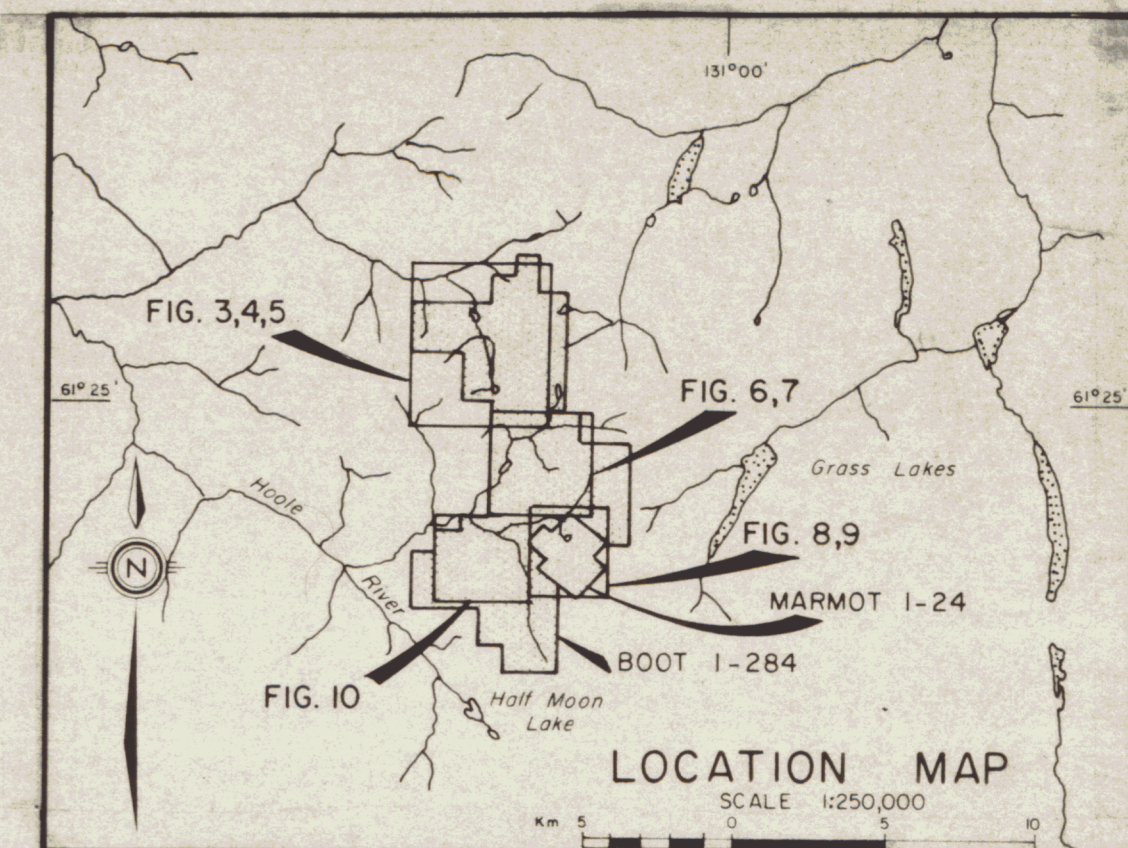 131°00'
FIG. 3,4,5
61°25'
FIG. 6,7
61°25'
Grass Lakes
Hoole
River
FIG. 8,9
N
MARMOT 1-24
BOOT 1-284
FIG. 10
Half Moon
Lake
LOCATION MAP
SCALE 1:250,000
Km 5 0 5 10